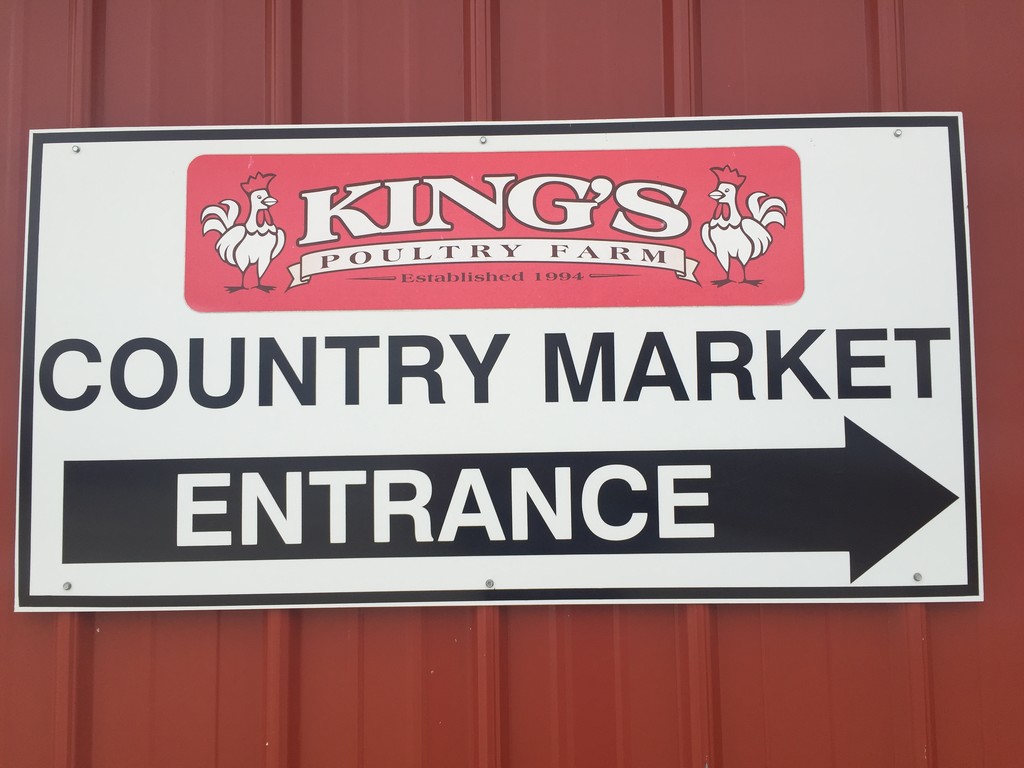 KING'S
POULTRY FARM
Established 1994
COUNTRY MARKET
ENTRANCE